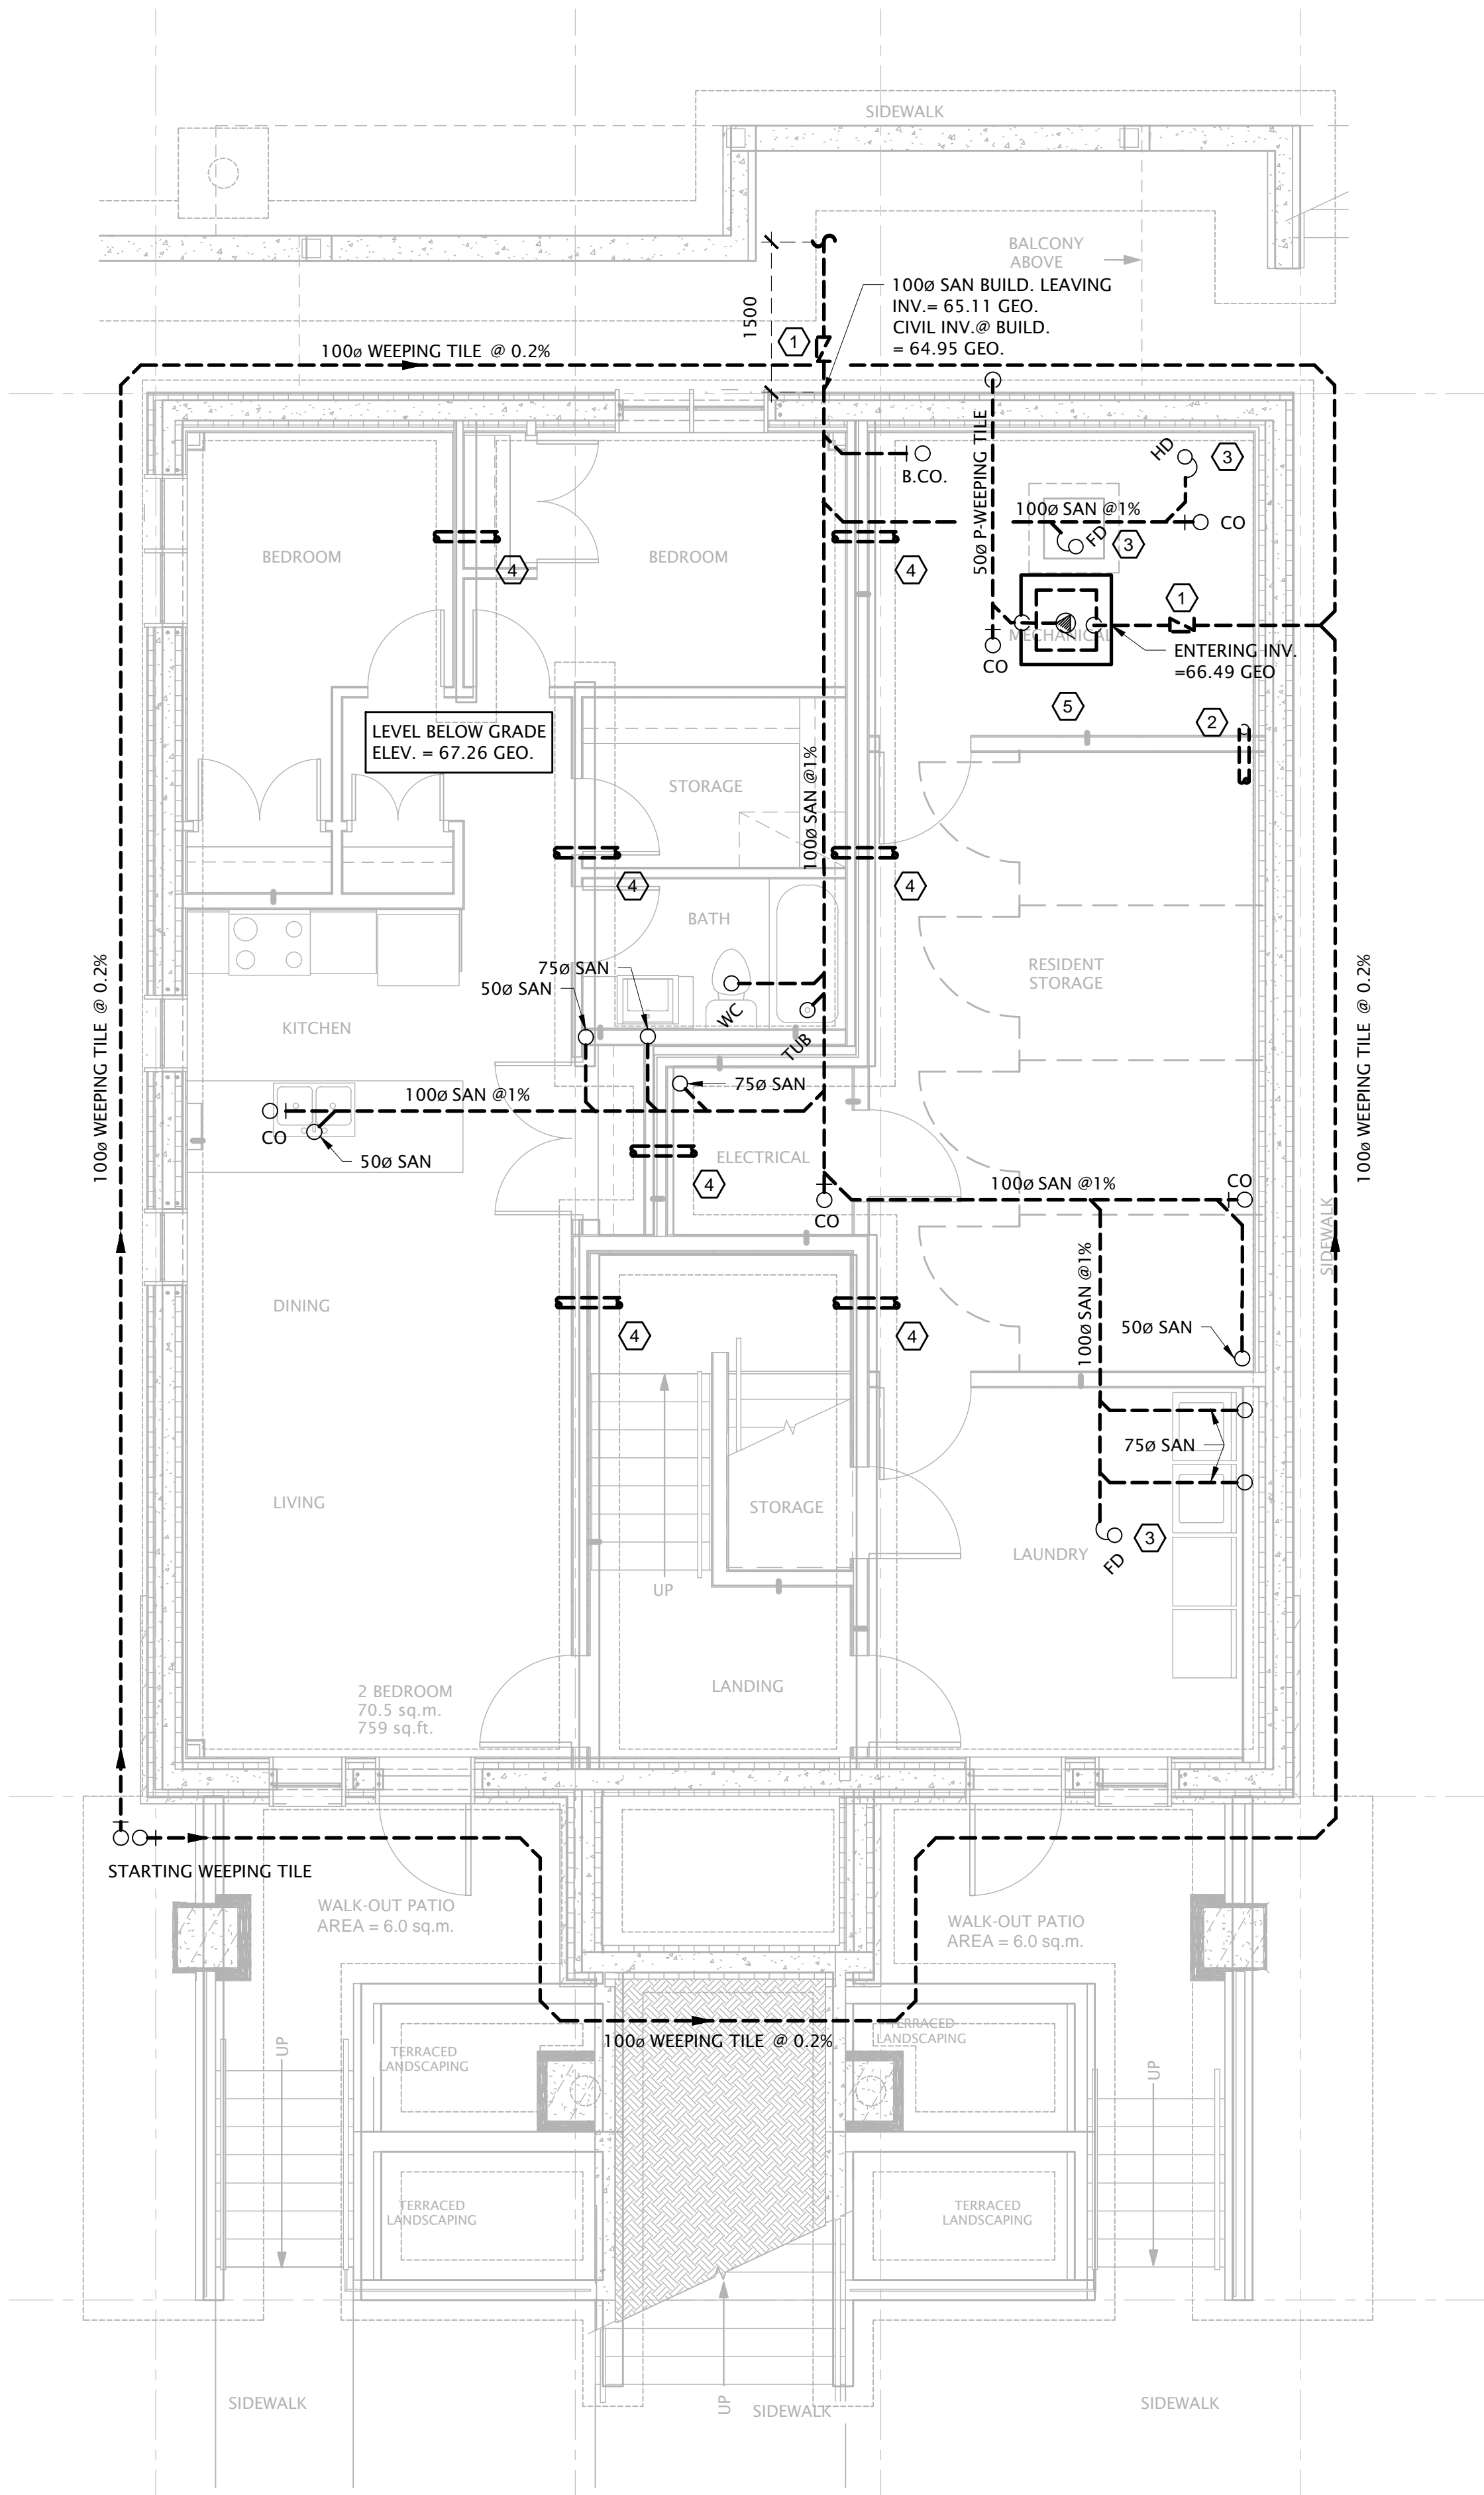 SIDEWALK
BALCONY
ABOVE
100ø SAN BUILD. LEAVING
INV.= 65.11 GEO.
CIVIL INV.@ BUILD.
= 64.95 GEO.
1500
1
100ø WEEPING TILE @ 0.2%
B.CO.
50ø P-WEEPING TILE
HD
3
100ø SAN @1%
CO
FD
3
BEDROOM
BEDROOM
4
4
1
MECHANICAL
CO
ENTERING INV.
=66.49 GEO
5
2
LEVEL BELOW GRADE
ELEV. = 67.26 GEO.
STORAGE
100ø SAN @1%
4
4
BATH
75ø SAN
50ø SAN
WC
TUB
RESIDENT
STORAGE
100ø WEEPING TILE @ 0.2%
100ø WEEPING TILE @ 0.2%
KITCHEN
75ø SAN
100ø SAN @1%
CO
50ø SAN
ELECTRICAL
4
CO
100ø SAN @1%
CO
SIDEWALK
100ø SAN @1%
DINING
4
4
50ø SAN
75ø SAN
LIVING
STORAGE
3
FD
LAUNDRY
UP
LANDING
2 BEDROOM
70.5 sq.m.
759 sq.ft.
STARTING WEEPING TILE
WALK-OUT PATIO
AREA = 6.0 sq.m.
WALK-OUT PATIO
AREA = 6.0 sq.m.
TERRACED
LANDSCAPING
100ø WEEPING TILE @ 0.2%
TERRACED
LANDSCAPING
UP
UP
TERRACED
LANDSCAPING
TERRACED
LANDSCAPING
SIDEWALK
UP
SIDEWALK
SIDEWALK